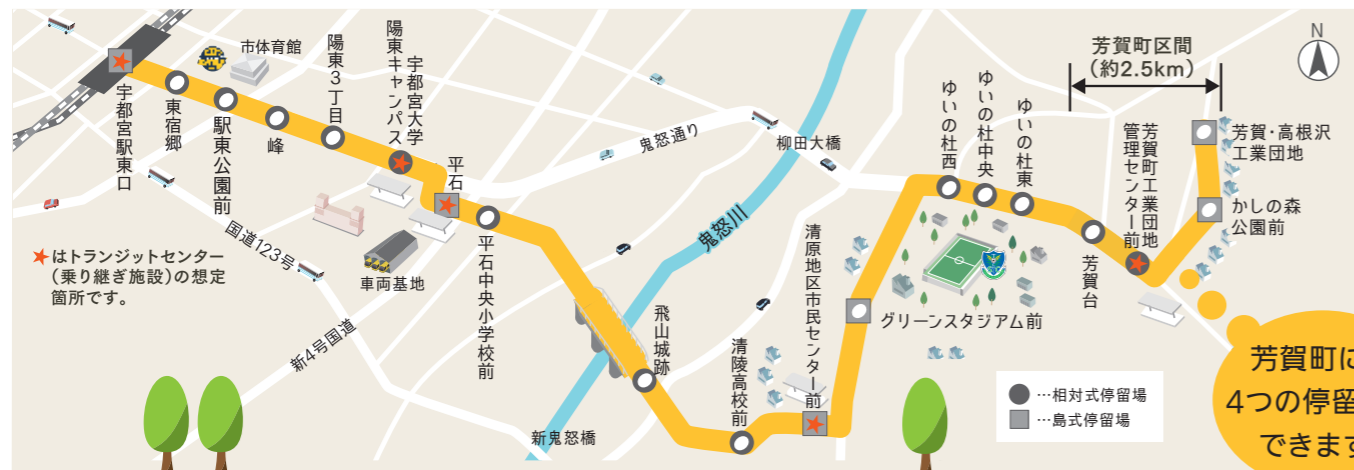 宇都宮駅東口
東宿郷
駅東公園前
市体育館
峰
陽東3丁目
宇都宮大学
陽東キャンパス
平石
平石中央小学校前
鬼怒通り
柳田大橋
鬼怒川
国道123号
新4号国道
車両基地
★はトランジットセンター
(乗り継ぎ施設)の想定
箇所です。
飛山城跡
新鬼怒橋
清陵高校前
清原地区市民センター前
グリーンスタジアム前
ゆいの杜西
ゆいの杜中央
ゆいの杜東
芳賀台
芳賀町工業団地
管理センター前
かしの森
公園前
芳賀・高根沢
工業団地
芳賀町区間
(約2.5km)
N
…相対式停留場
…島式停留場
芳賀町に
4つの停留
できます